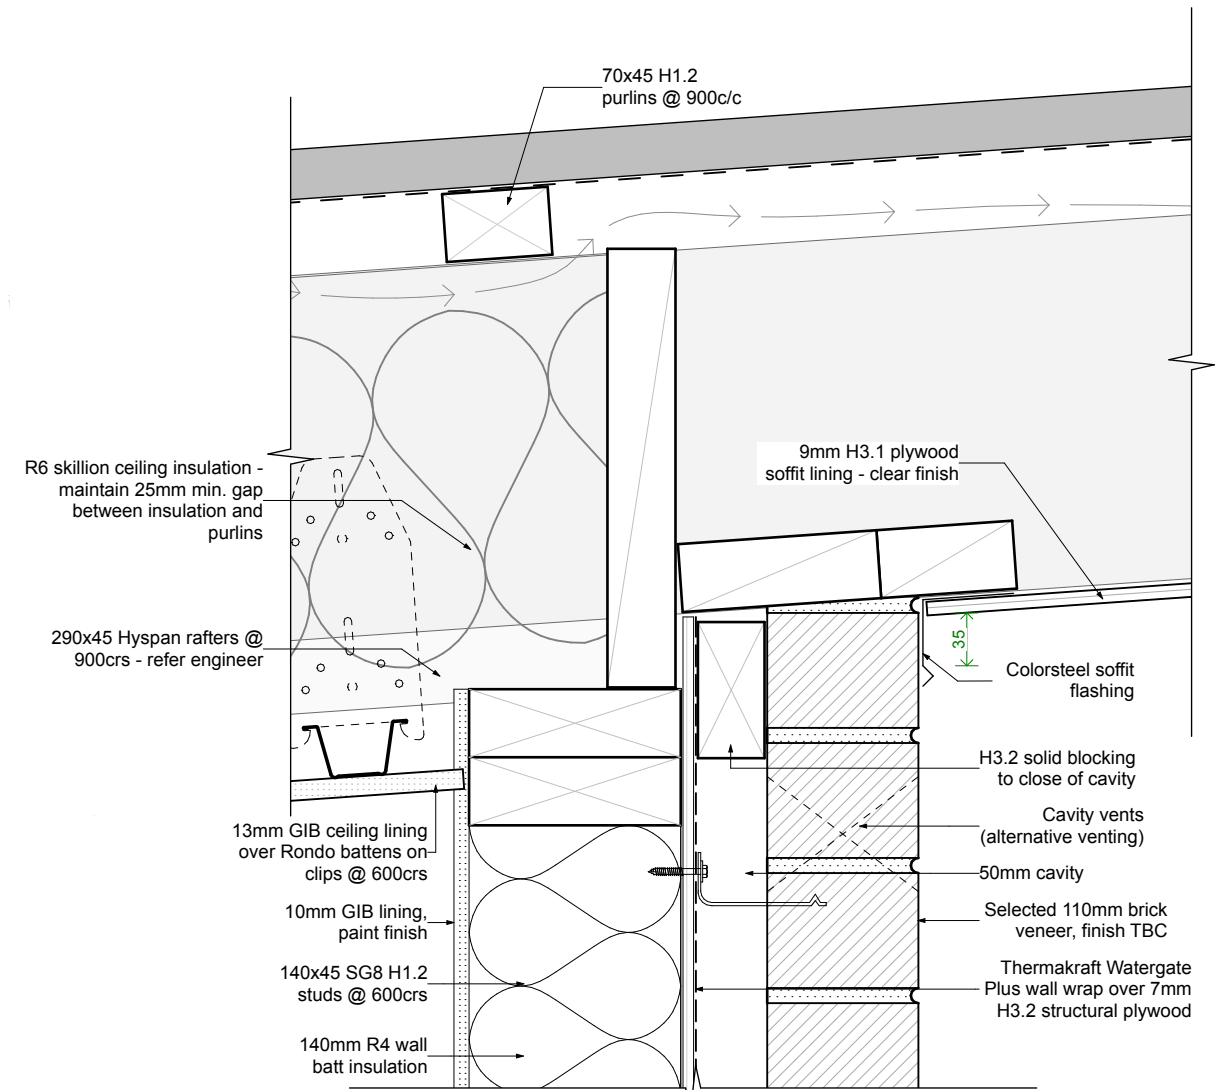 70x45 H1.2
purlins @ 900c/c
9mm H3.1 plywood
soffit lining - clear finish
R6 skillion ceiling insulation -
maintain 25mm min. gap
between insulation and
purlins
290x45 Hyspan rafters @
900crs - refer engineer
35
Colorsteel soffit
flashing
H3.2 solid blocking
to close of cavity
Cavity vents
(alternative venting)
13mm GIB ceiling lining
over Rondo battens on
clips @ 600crs
50mm cavity
10mm GIB lining,
paint finish
Selected 110mm brick
veneer, finish TBC
140x45 SG8 H1.2
studs @ 600crs
Thermakraft Watergate
Plus wall wrap over 7mm
H3.2 structural plywood
140mm R4 wall
batt insulation